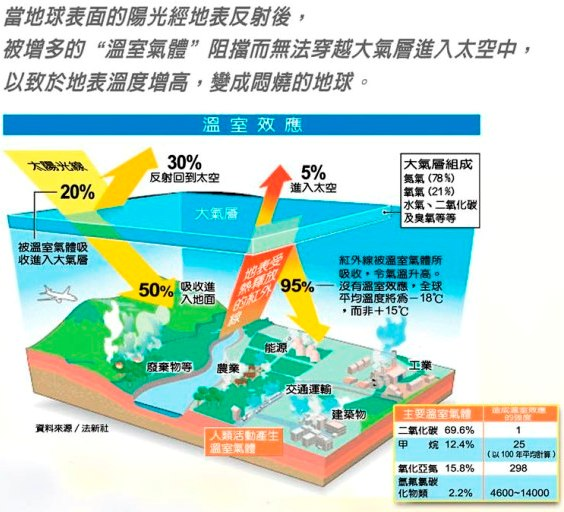 當地球表面的陽光經地表反射後，
被增多的“溫室氣體”阻擋而無法穿越大氣層進入太空中，
以致於地表溫度增高，變成悶燒的地球。
溫室效應
太陽光線
20%
被溫室氣體吸
收進入大氣層
30%
反射回到太空
5%
進入太空
大氣層組成
氮氣(78%)
氧氣(21%)
水氣、二氧化碳
及臭氧等等
大氣層
50%
吸收進
入地面
地表受
熱釋放
的紅外
線
95%
紅外線被溫室氣體所
吸收，令氣溫升高。
沒有溫室效應，全球
平均溫度將為－18℃
，而非＋15℃
廢棄物等
農業
能源
工業
交通運輸
建築物
人類活動產生
溫室氣體
資料來源／法新社
主要溫室氣體
造成溫室效應
的強度
二氧化碳 69.6% 1
甲 烷 12.4% 25
(以100年平均計算)
氧化亞氮 15.8% 298
氫氟氯碳
化物類 2.2% 4600~14000